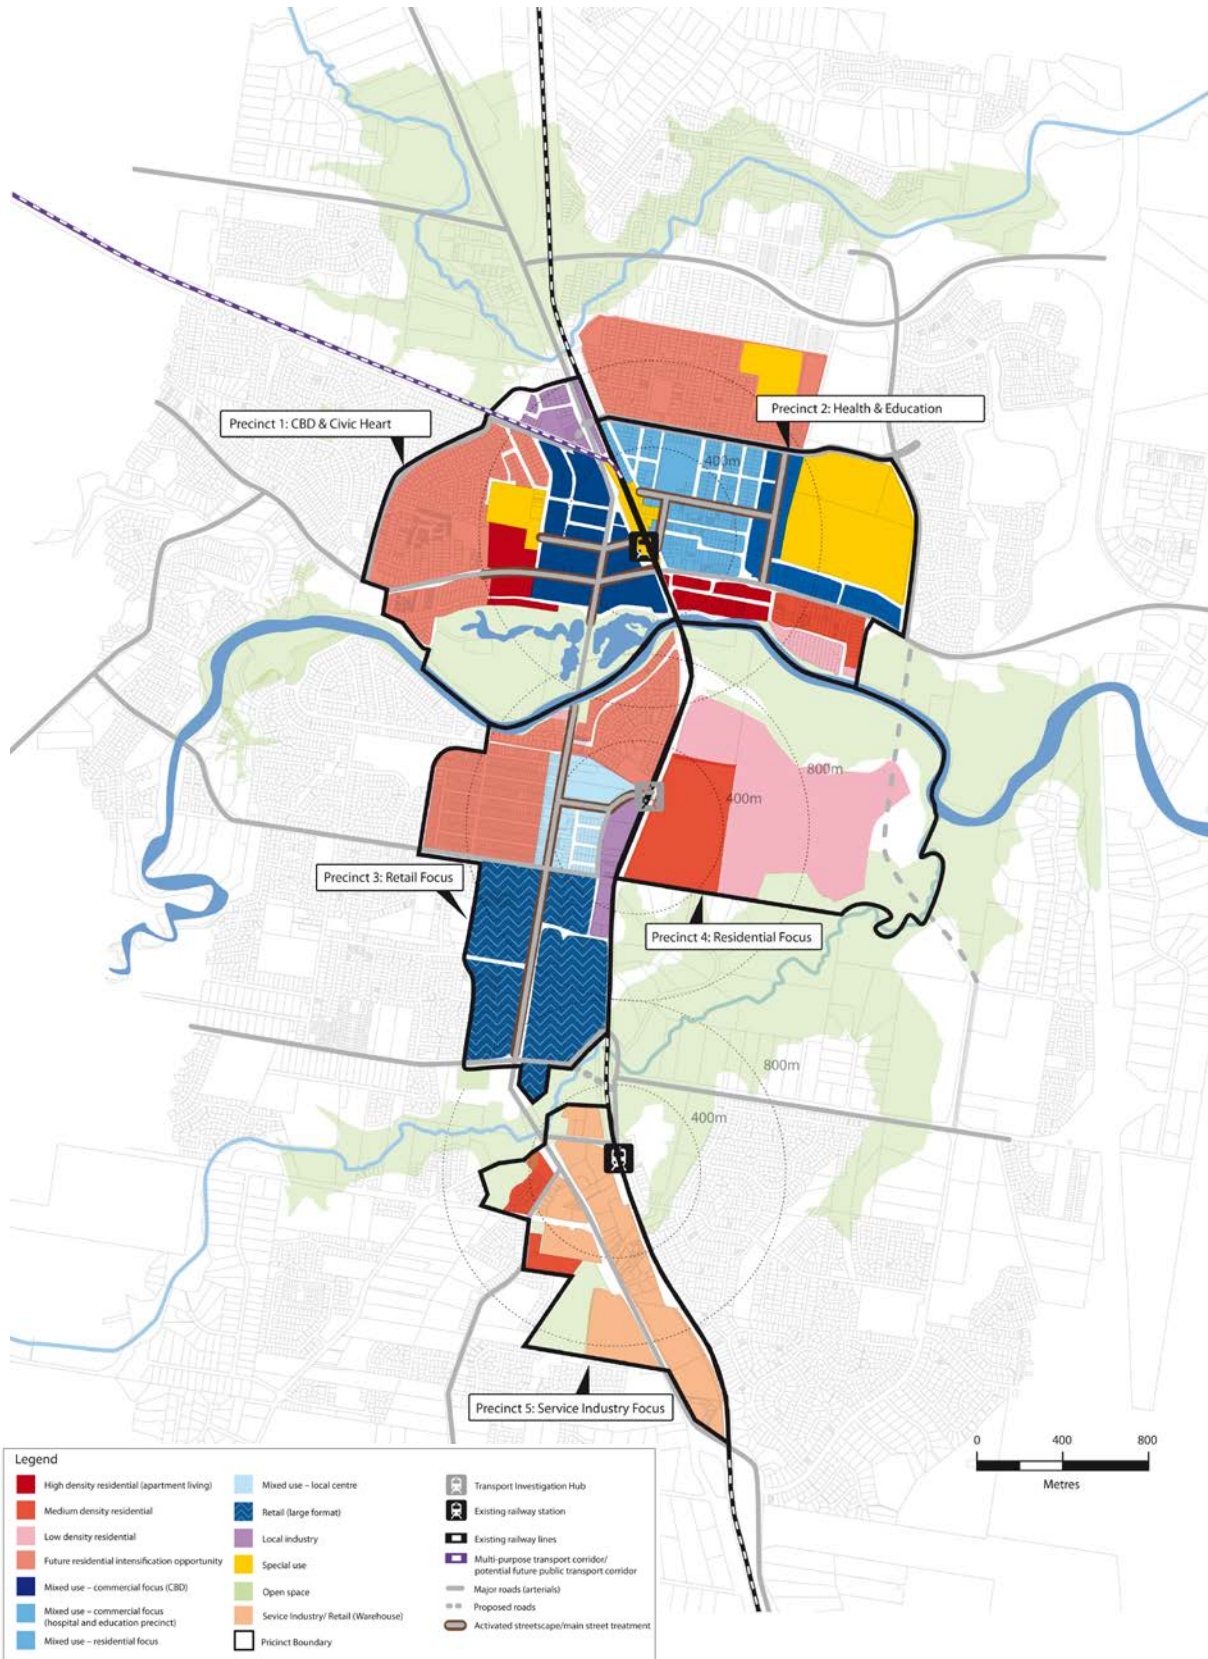 Precinct 1: CBD & Civic Heart
Precinct 2: Health & Education
400m
800m
400m
Precinct 3: Retail Focus
Precinct 4: Residential Focus
800m
400m
Precinct 5: Service Industry Focus
0 400 800
Metres
Legend
High density residential (apartment living)
Medium density residential
Low density residential
Future residential intensification opportunity
Mixed use – commercial focus (CBD)
Mixed use – commercial focus
(hospital and education precinct)
Mixed use – residential focus
Mixed use – local centre
Retail (large format)
Local industry
Special use
Open space
Sevice Industry/ Retail (Warehouse)
Pricinct Boundary
Transport Investigation Hub
Existing railway station
Existing railway lines
Multi-purpose transport corridor/
potential future public transport corridor
Major roads (arterials)
Proposed roads
Activated streetscape/main street treatment